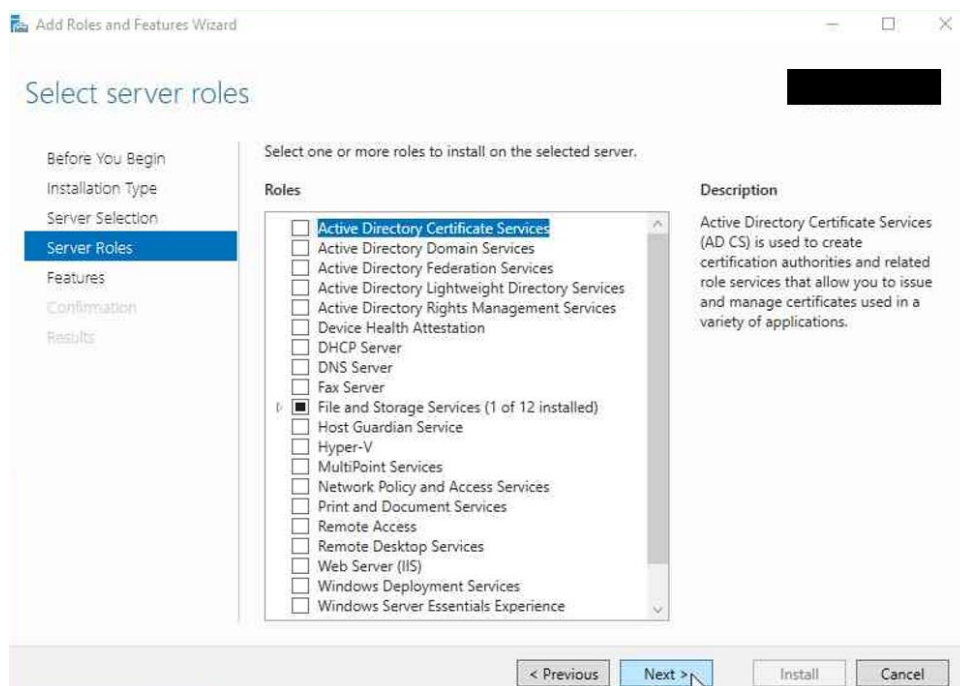 Add Roles and Features Wizard
Select server roles
Before You Begin
Installation Type
Server Selection
Server Roles
Features
Confirmation
Results
Select one or more roles to install on the selected server.
Roles
Active Directory Certificate Services
Active Directory Domain Services
Active Directory Federation Services
Active Directory Lightweight Directory Services
Active Directory Rights Management Services
Device Health Attestation
DHCP Server
DNS Server
Fax Server
File and Storage Services (1 of 12 installed)
Host Guardian Service
Hyper-V
MultiPoint Services
Network Policy and Access Services
Print and Document Services
Remote Access
Remote Desktop Services
Web Server (IIS)
Windows Deployment Services
Windows Server Essentials Experience
Description
Active Directory Certificate Services
(AD CS) is used to create
certification authorities and related
role services that allow you to issue
and manage certificates used in a
variety of applications.
< Previous
Next >
Install
Cancel